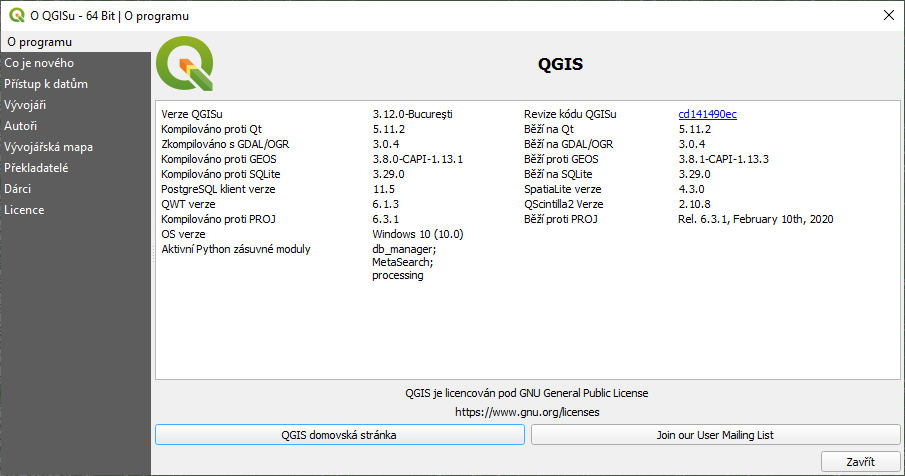 O QGISu - 64 Bit | O programu
O programu
Co je nového
Přístup k datům
Vývojáři
Autoři
Vývojářská mapa
Překladatelé
Dárci
Licence
QGIS
Verze QGISu 3.12.0-București Revize kódu QGISu cd141490ec
Kompilováno proti Qt 5.11.2 Běží na Qt 5.11.2
Zkompilováno s GDAL/OGR 3.0.4 Běží na GDAL/OGR 3.0.4
Kompilováno proti GEOS 3.8.0-CAPI-1.13.1 Běží proti GEOS 3.8.1-CAPI-1.13.3
Kompilováno proti SQLite 3.29.0 Běží na SQLite 3.29.0
PostgreSQL klient verze 11.5 SpatiaLite verze 4.3.0
QWT verze 6.1.3 QScintilla2 Verze 2.10.8
Kompilováno proti PROJ 6.3.1 Běží proti PROJ Rel. 6.3.1, February 10th, 2020
OS verze Windows 10 (10.0)
Aktivní Python zásuvné moduly db_manager;
MetaSearch;
processing
QGIS je licencován pod GNU General Public License
https://www.gnu.org/licenses
QGIS domovská stránka Join our User Mailing List
Zavřít